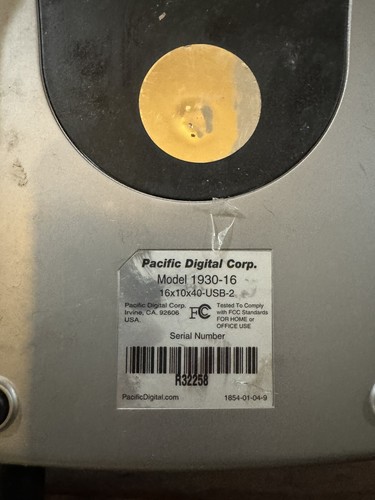 Pacific Digital Corp.
Model 1930-16
16x10x40-USB-2
Pacific Digital Corp.
Irvine, CA. 92606
USA.
FC
Tested To Comply
with FCC Standards
FOR HOME or
OFFICE USE
Serial Number
R32258
PacificDigital.com
1854-01-04-9